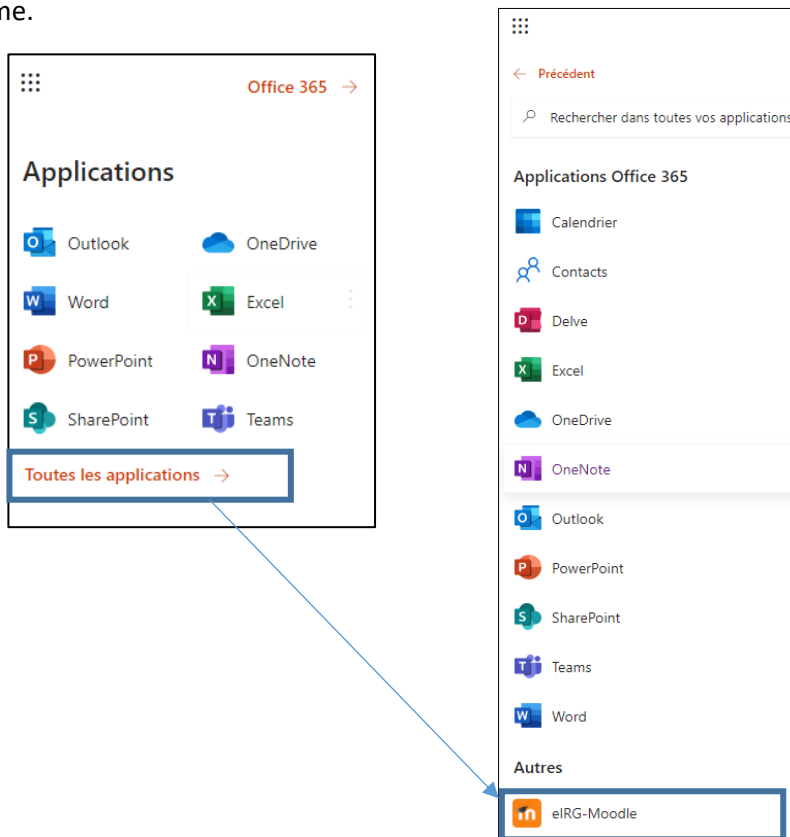 ne.
Office 365 →
Applications
Outlook OneDrive
Word Excel
PowerPoint OneNote
SharePoint Teams
Toutes les applications →
← Précédent
Rechercher dans toutes vos applications
Applications Office 365
Calendrier
Contacts
Delve
Excel
OneDrive
OneNote
Outlook
PowerPoint
SharePoint
Teams
Word
Autres
eIRG-Moodle